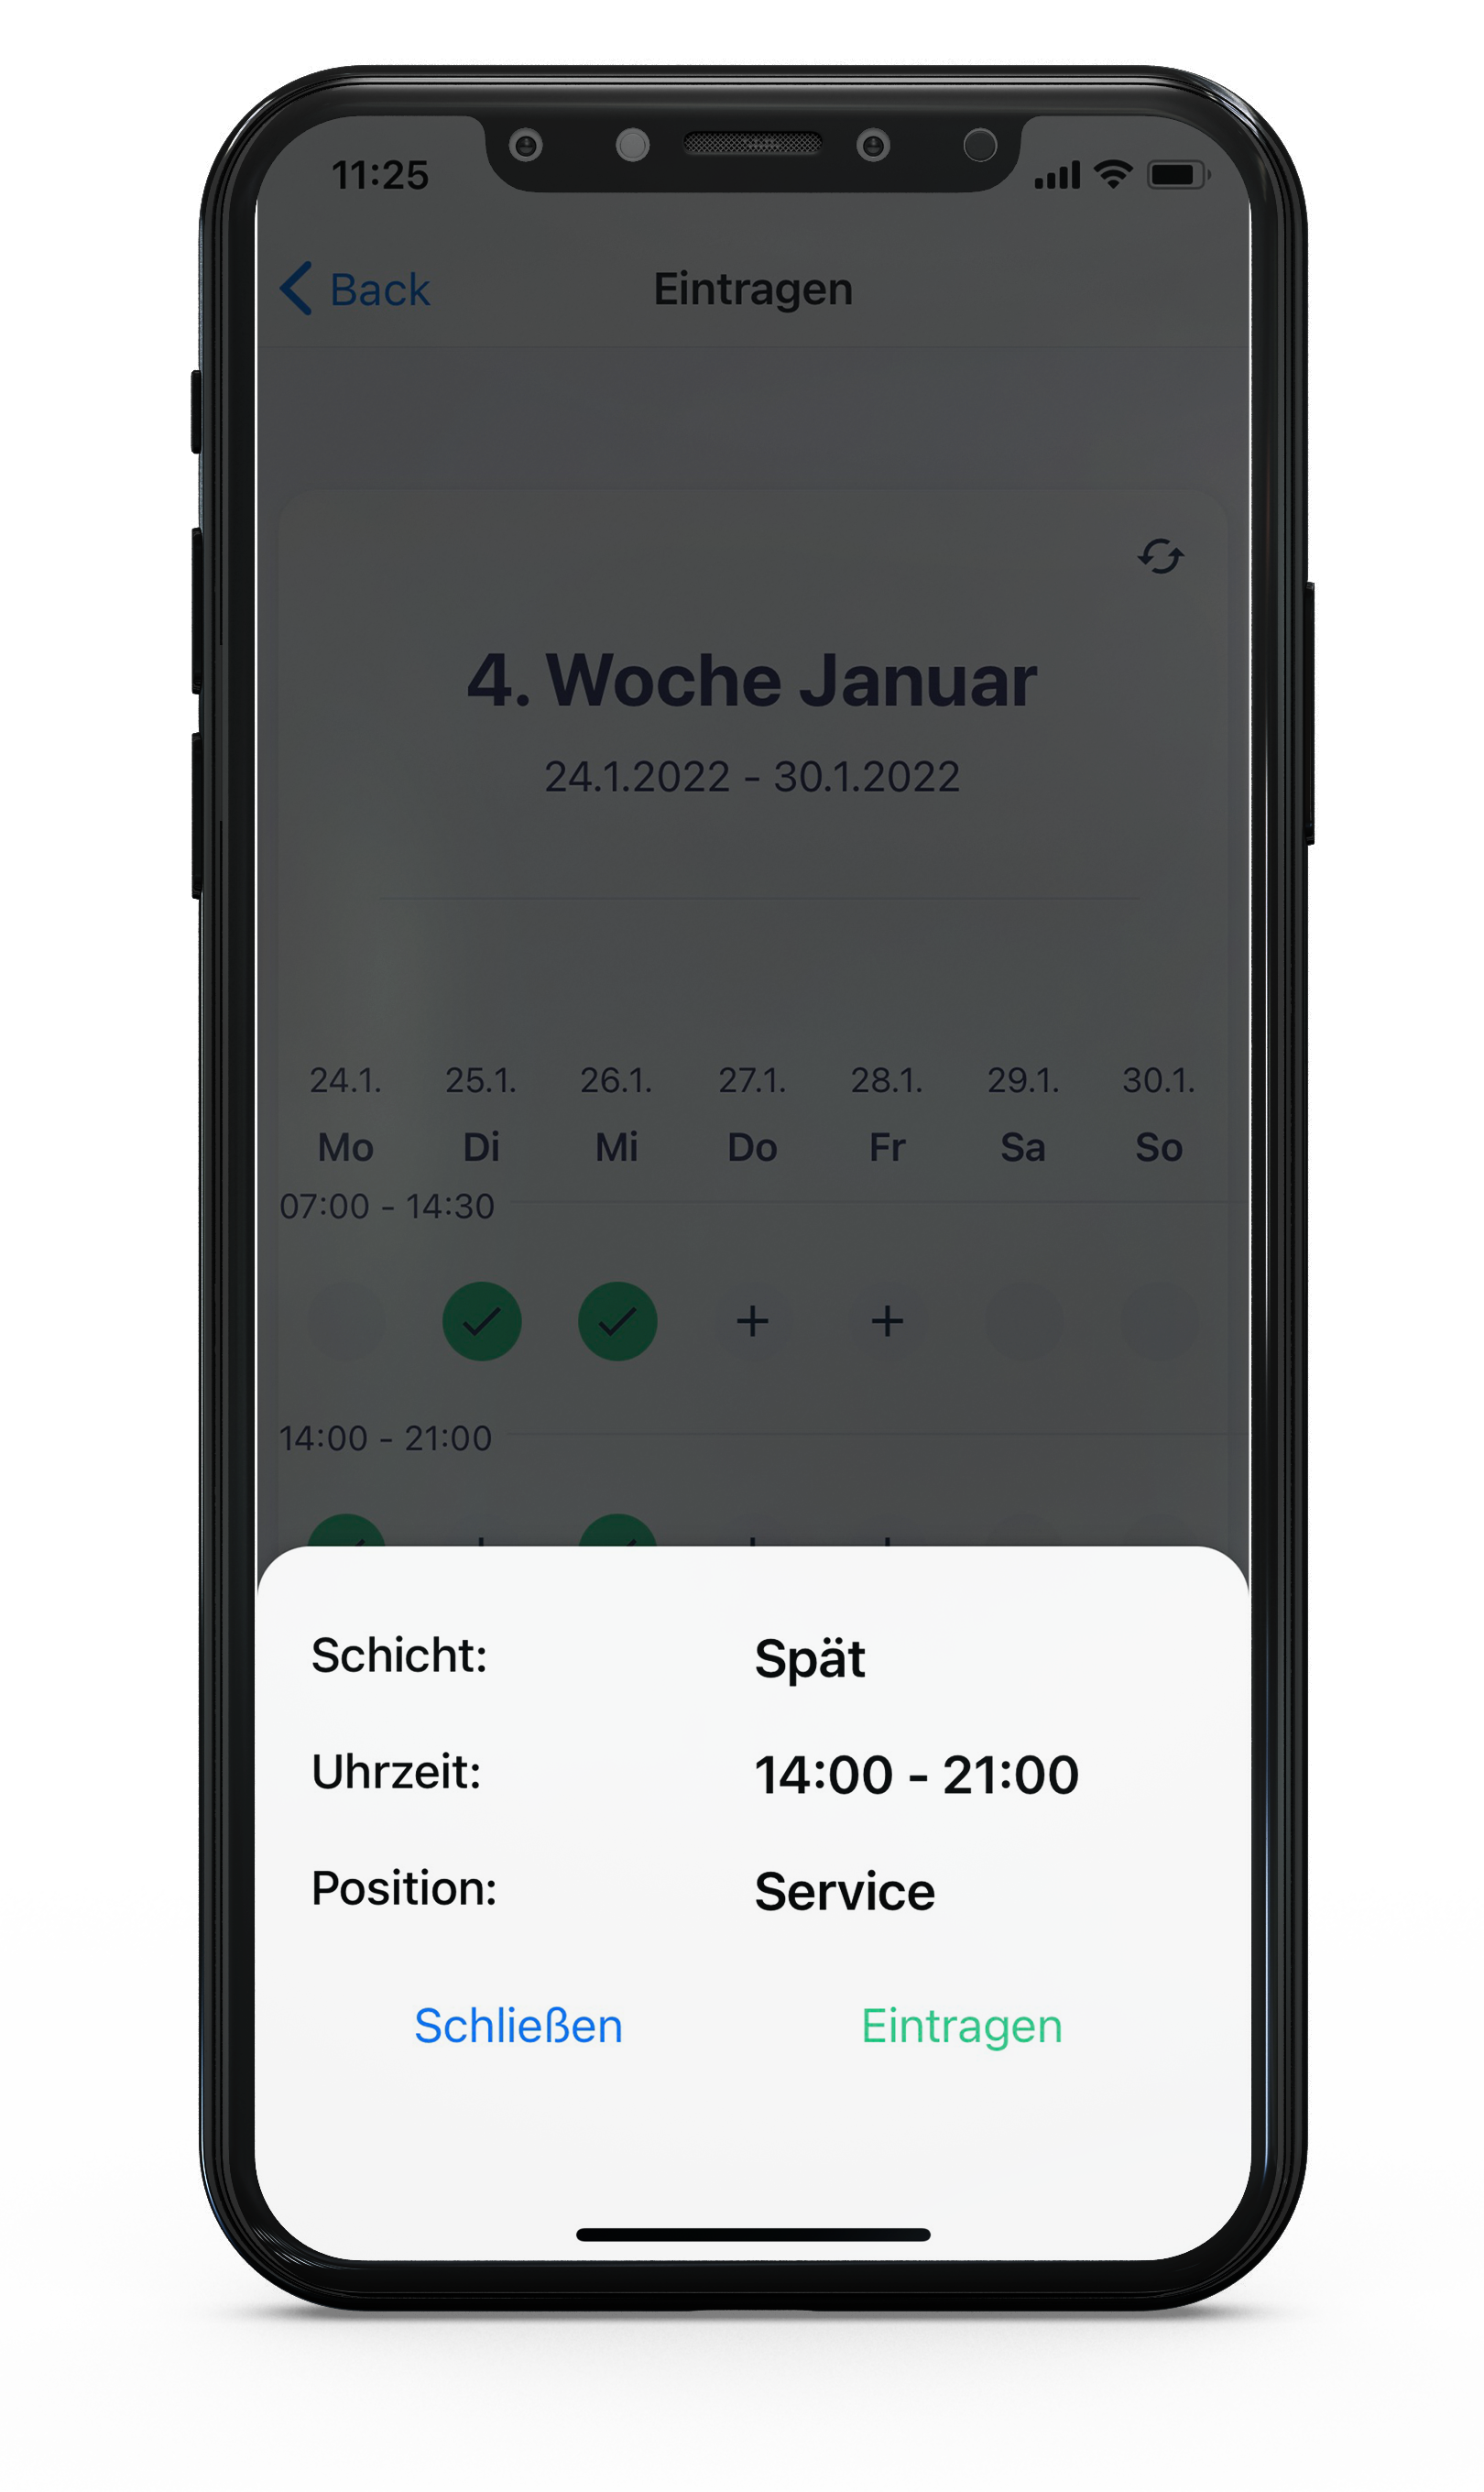 11:25
Back
Eintragen
4. Woche Januar
24.1.2022 - 30.1.2022
24.1. 25.1. 26.1. 27.1. 28.1. 29.1. 30.1.
Mo Di Mi Do Fr Sa So
07:00 - 14:30
+ +
14:00 - 21:00
Schicht: Spät
Uhrzeit: 14:00 - 21:00
Position: Service
Schließen Eintragen